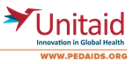 Unitaid
Innovation in Global Health
WWW.PEDAIDS.ORG